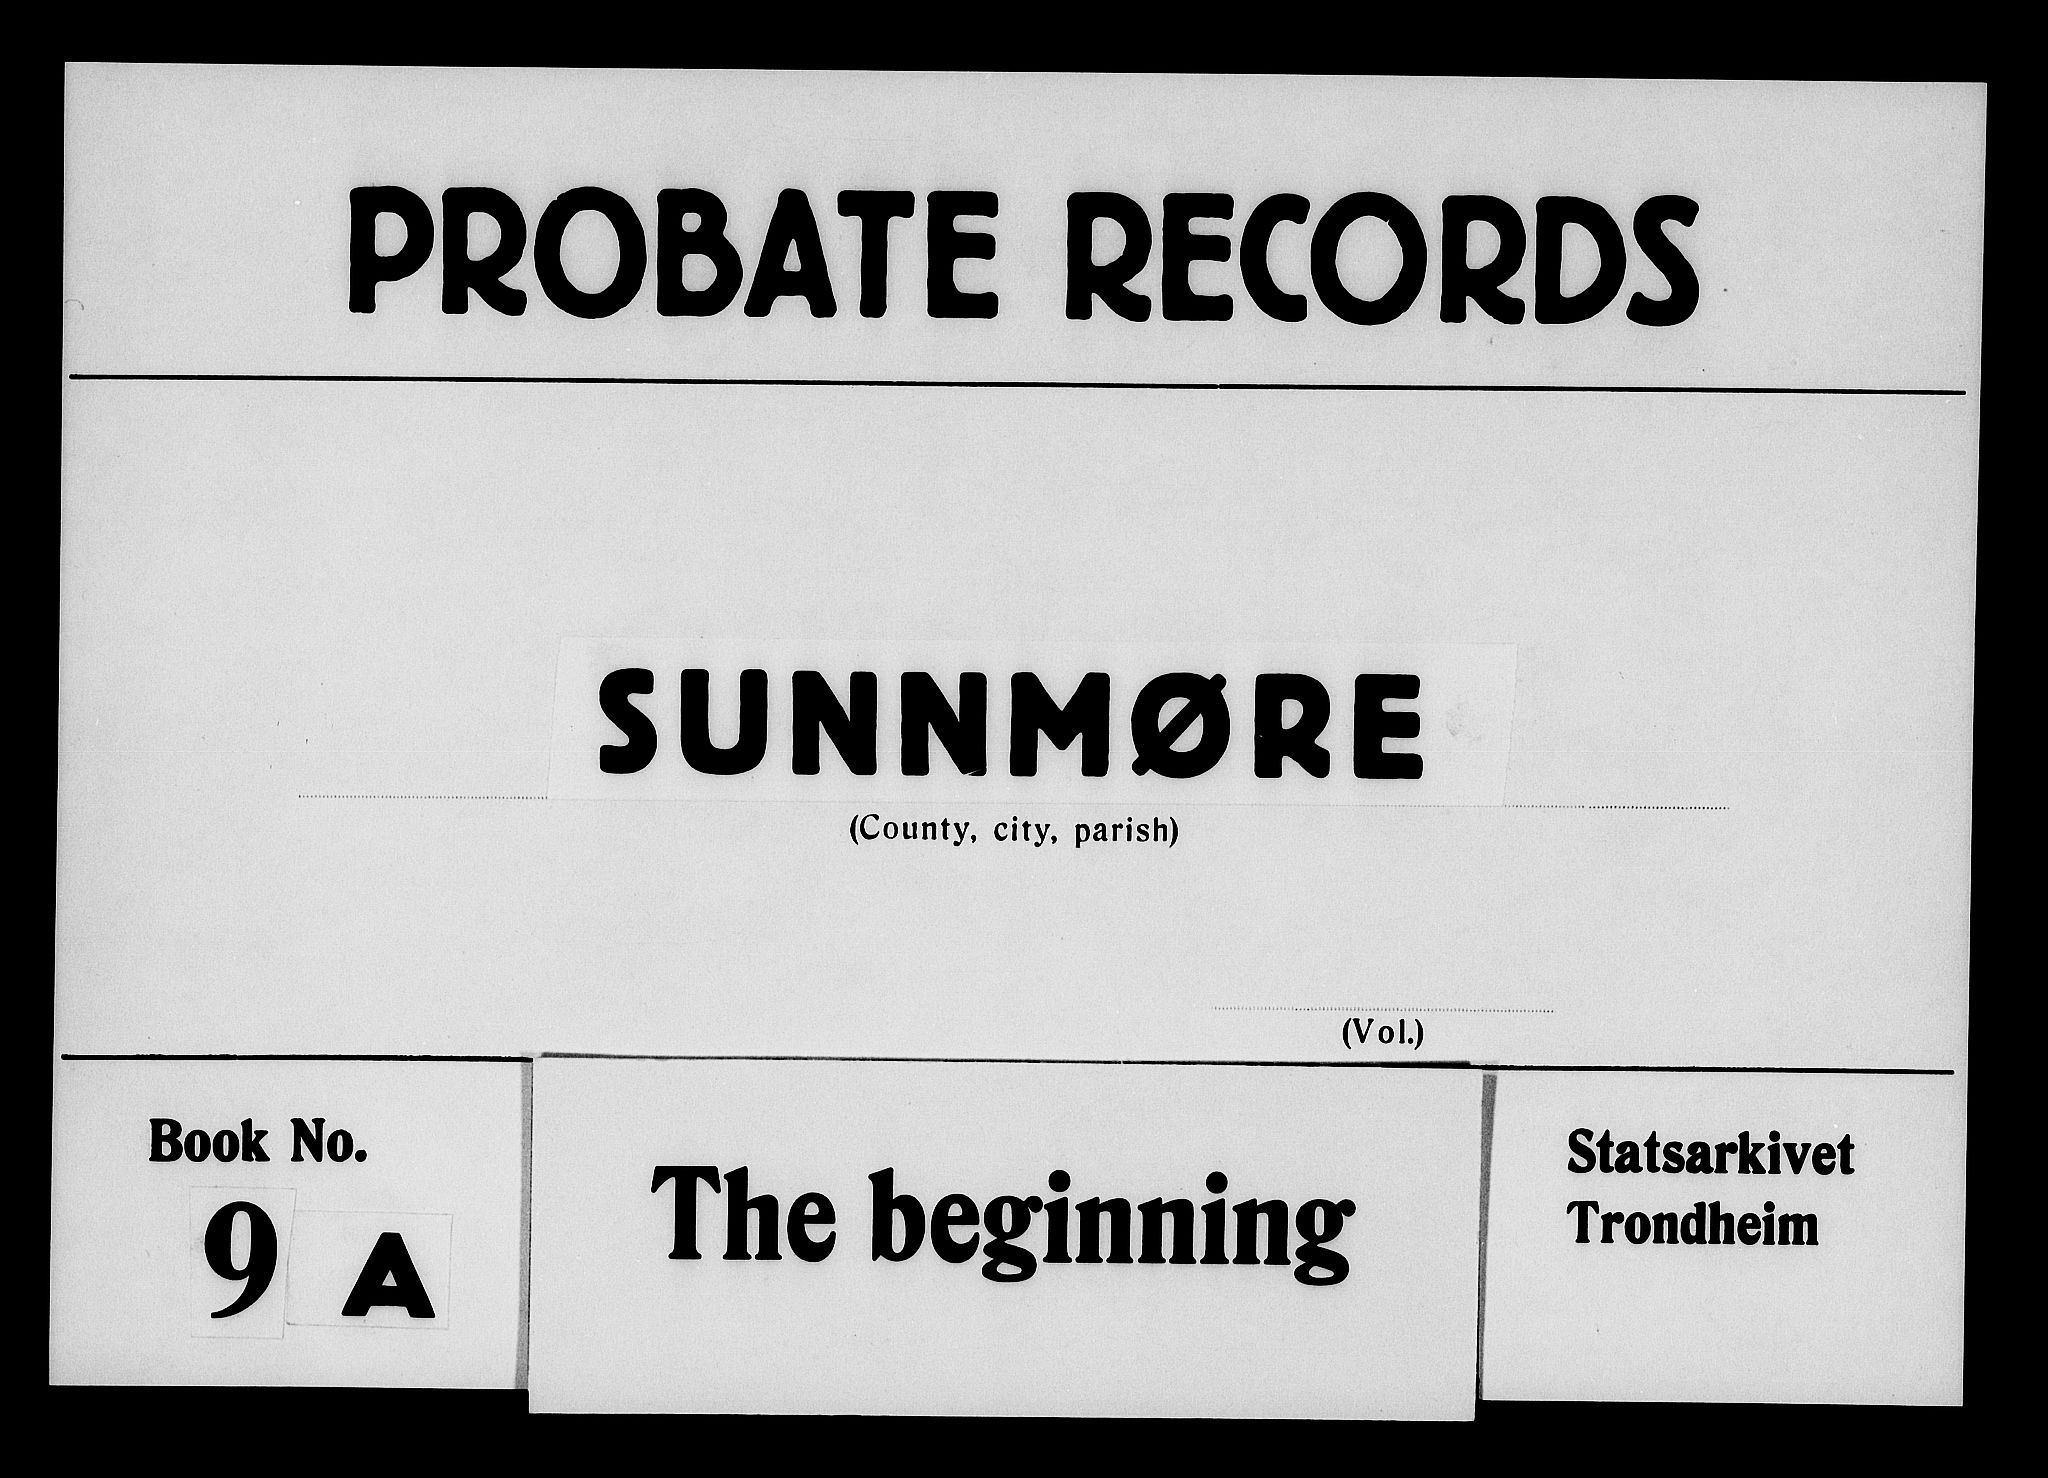 PROBATE RECORDS
SUNNMØRE
(County, city, parish)
(Vol.)
Book No.
9 A
The beginning
Statsarkivet
Trondheim